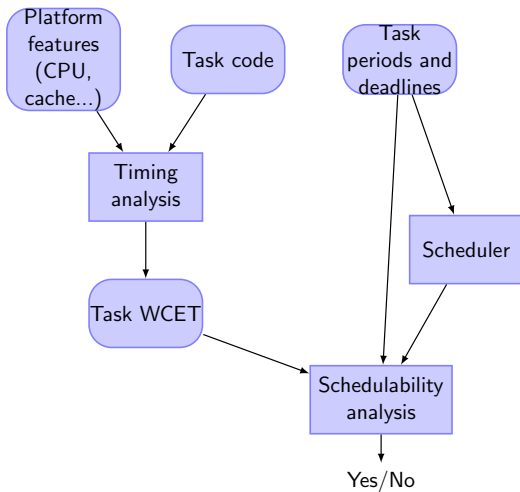 Platform
features
(CPU,
cache...)
Task code
Task
periods and
deadlines
Timing
analysis
Scheduler
Task WCET
Schedulability
analysis
Yes/No